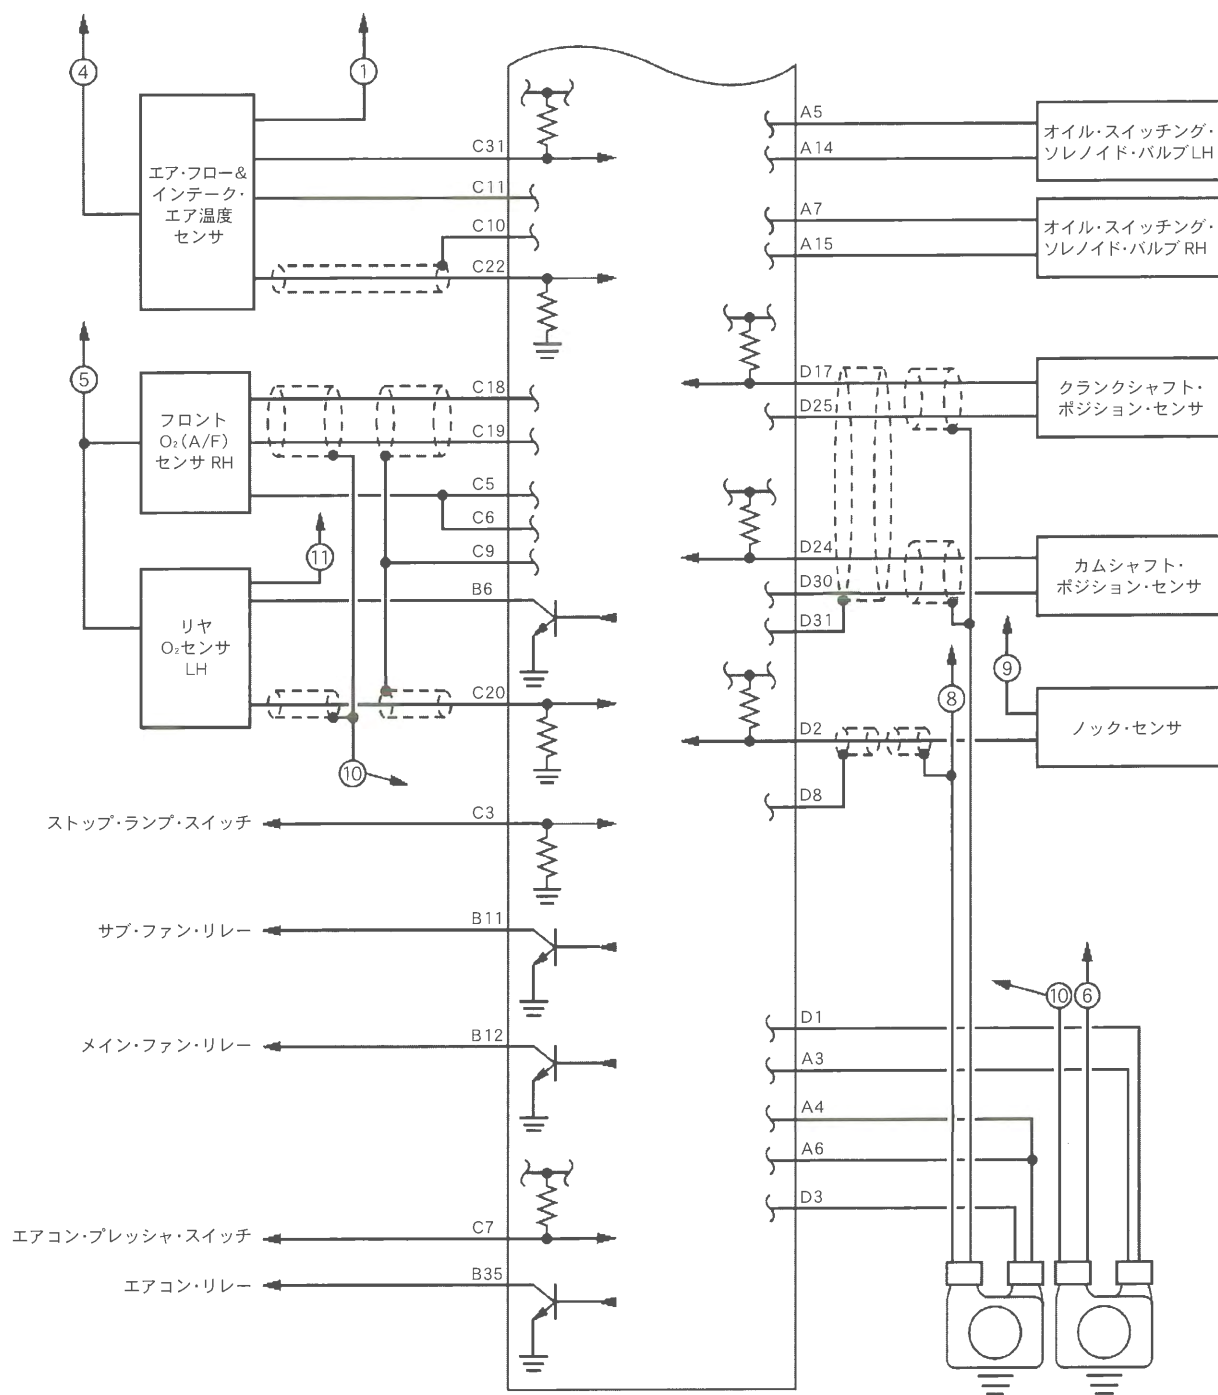 ④
①
エア・フロー&
インテーク・
エア温度
センサ
C31
C11
C10
C22
⑤
フロント
O₂(A/F)
センサ RH
C18
C19
C5
C6
C9
⑪
リヤ
O₂センサ
LH
B6
C20
⑩
ストップ・ランプ・スイッチ
C3
サブ・ファン・リレー
B11
メイン・ファン・リレー
B12
エアコン・プレッシャ・スイッチ
C7
エアコン・リレー
B35
A5
A14
オイル・スイッチング・
ソレノイド・バルブ LH
A7
A15
オイル・スイッチング・
ソレノイド・バルブ RH
D17
D25
クランクシャフト・
ポジション・センサ
D24
D30
D31
カムシャフト・
ポジション・センサ
⑨
⑧
D2
D8
ノック・センサ
⑩
⑥
D1
A3
A4
A6
D3